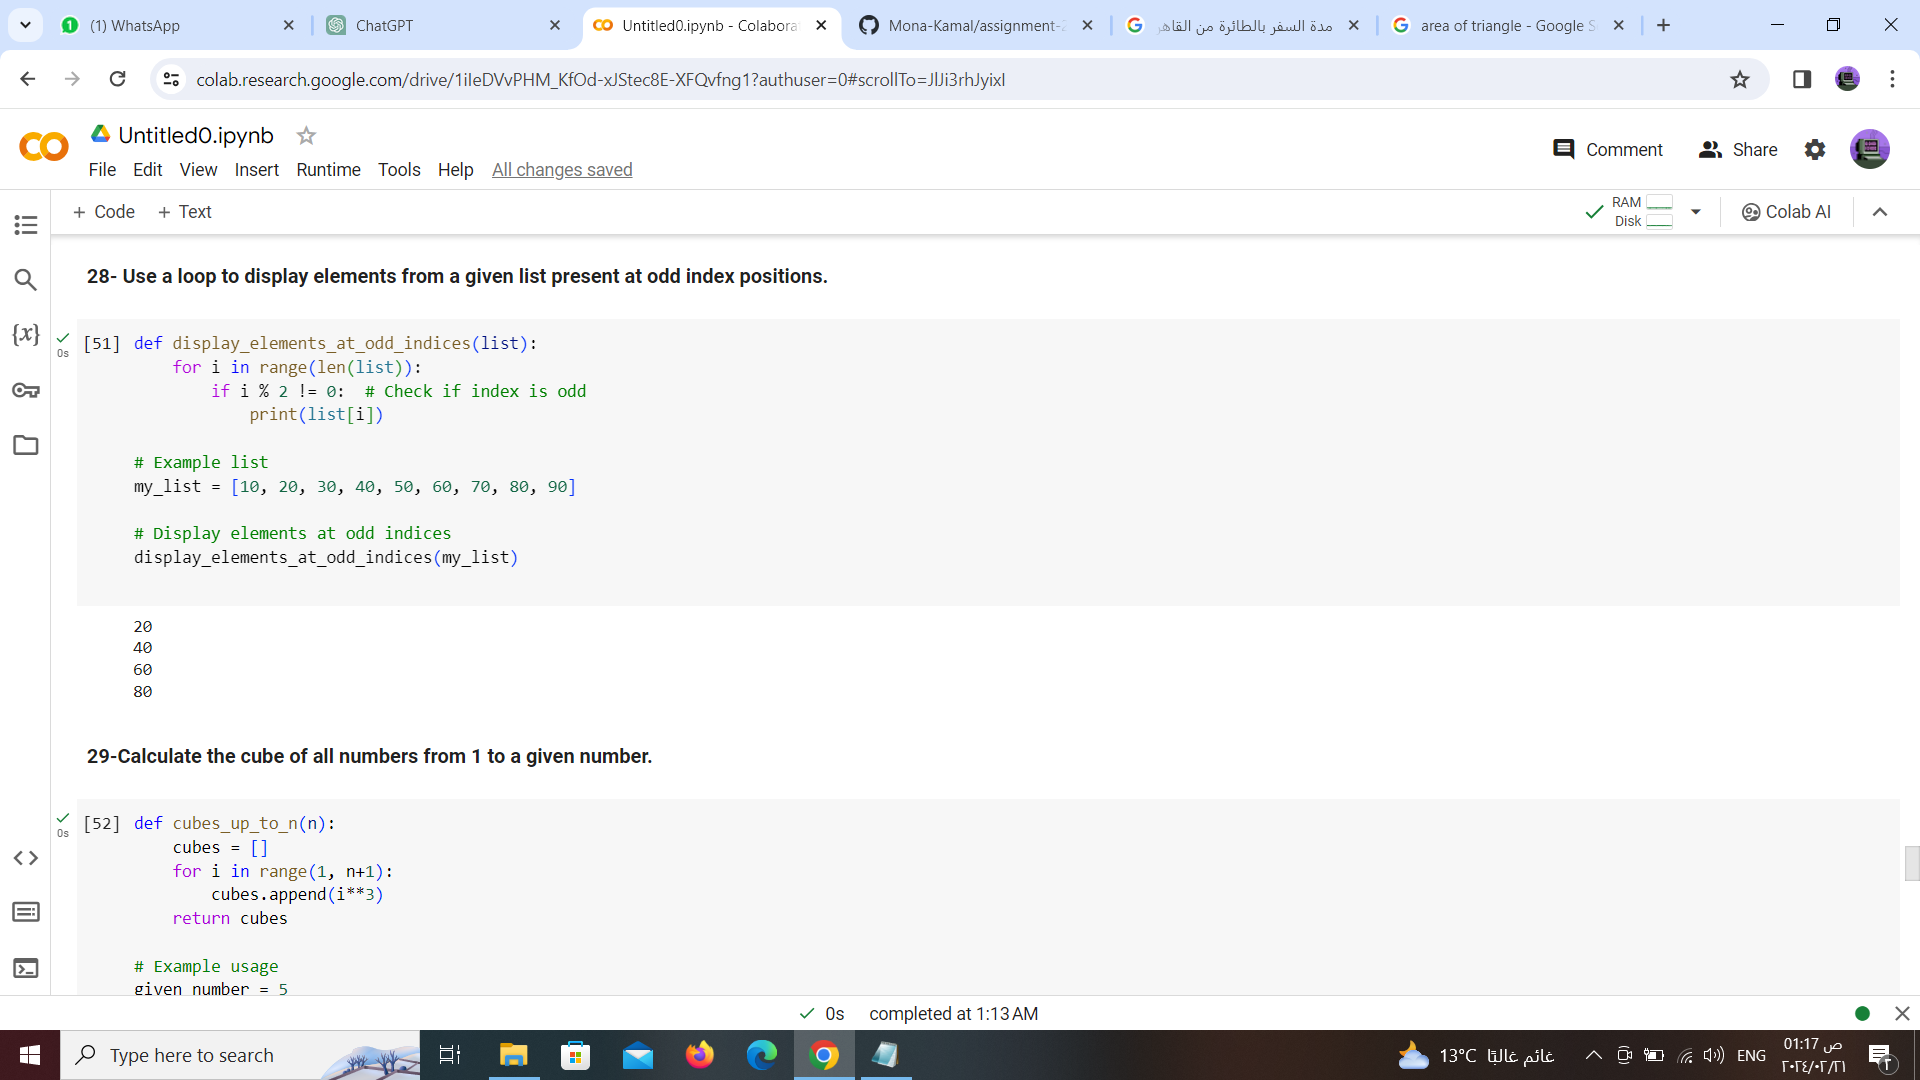 (1) WhatsApp
ChatGPT
Untitled0.ipynb - Colabora
Mona-Kamal/assignment-2
مدة السفر بالطائرة من القاهر
area of triangle - Google S
colab.research.google.com/drive/1iIeDVvPHM_KfOd-xJStec8E-XFQvfng1?authuser=0#scrollTo=JlJi3rhJyixI
Untitled0.ipynb
Comment
Share
File Edit View Insert Runtime Tools Help All changes saved
+ Code + Text
RAM
Disk
Colab AI
28- Use a loop to display elements from a given list present at odd index positions.
0s
[51] def display_elements_at_odd_indices(list):
    for i in range(len(list)):
        if i % 2 != 0:  # Check if index is odd
            print(list[i])
# Example list
my_list = [10, 20, 30, 40, 50, 60, 70, 80, 90]
# Display elements at odd indices
display_elements_at_odd_indices(my_list)
20
40
60
80
29-Calculate the cube of all numbers from 1 to a given number.
0s
[52] def cubes_up_to_n(n):
    cubes = []
    for i in range(1, n+1):
        cubes.append(i**3)
    return cubes
# Example usage
given_number = 5
0s completed at 1:13 AM
Type here to search
13°C غائم غالبًا
ENG
01:17 ص
٢٠٢٤/٠٢/٢١
٢